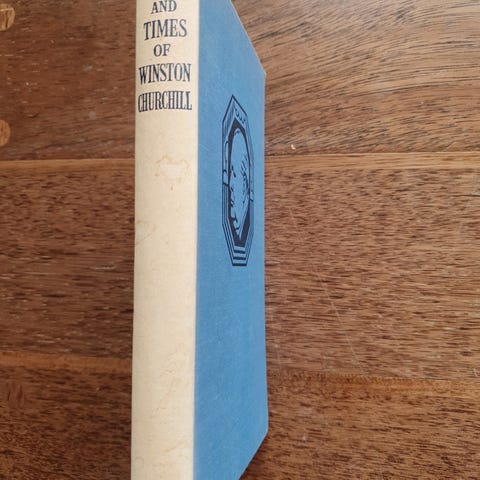 AND
TIMES
OF
WINSTON
CHURCHILL